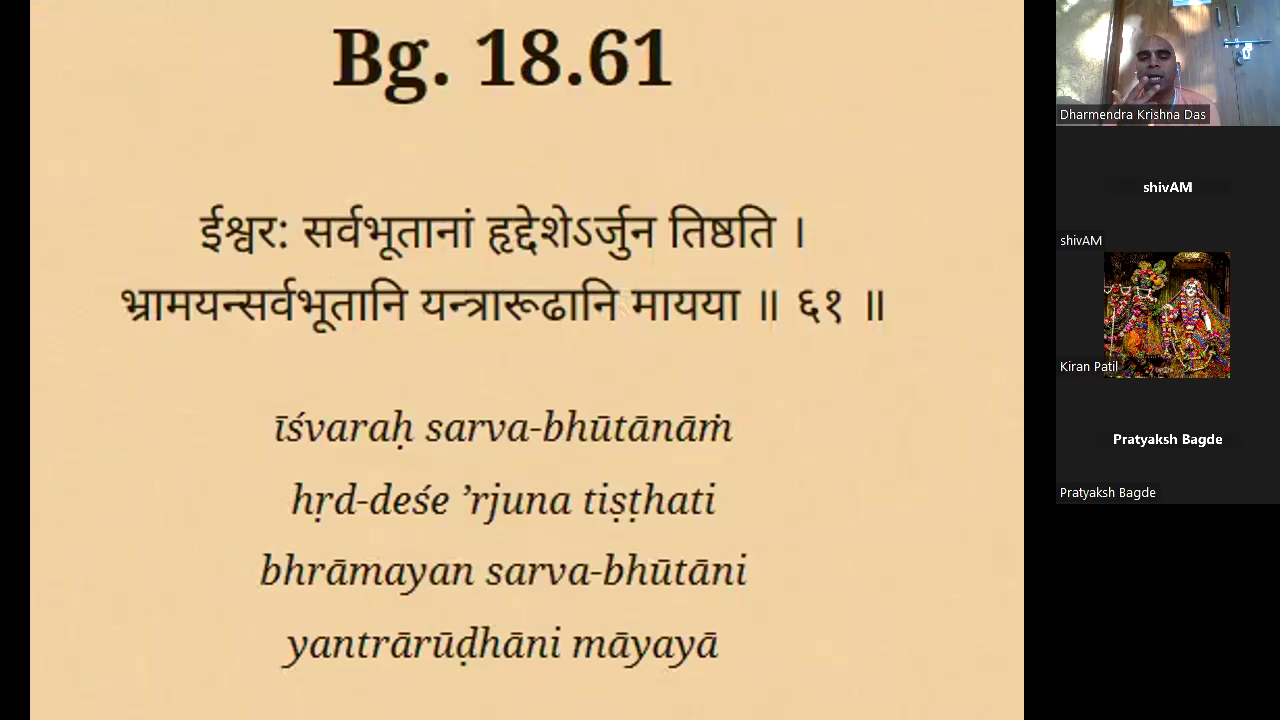 Bg. 18.61
ईश्वर: सर्वभूतानां हृद्देशेऽर्जुन तिष्ठति ।
भ्रामयन्सर्वभूतानि यन्त्रारूढानि मायया ॥ ६१ ॥
īśvaraḥ sarva-bhūtānāṁ
hṛd-deśe ’rjuna tiṣṭhati
bhrāmayan sarva-bhūtāni
yantrārūḍhāni māyayā
Dharmendra Krishna Das
shivAM
shivAM
Kiran Patil
Pratyaksh Bagde
Pratyaksh Bagde